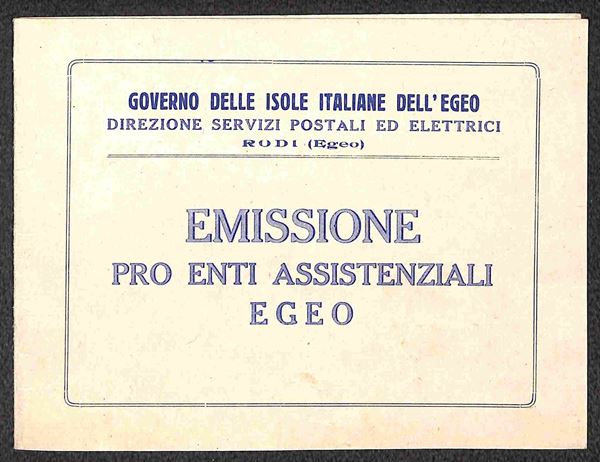 GOVERNO DELLE ISOLE ITALIANE DELL'EGEO
DIREZIONE SERVIZI POSTALI ED ELETTRICI
RODI (Egeo)
EMISSIONE
PRO ENTI ASSISTENZIALI
EGEO